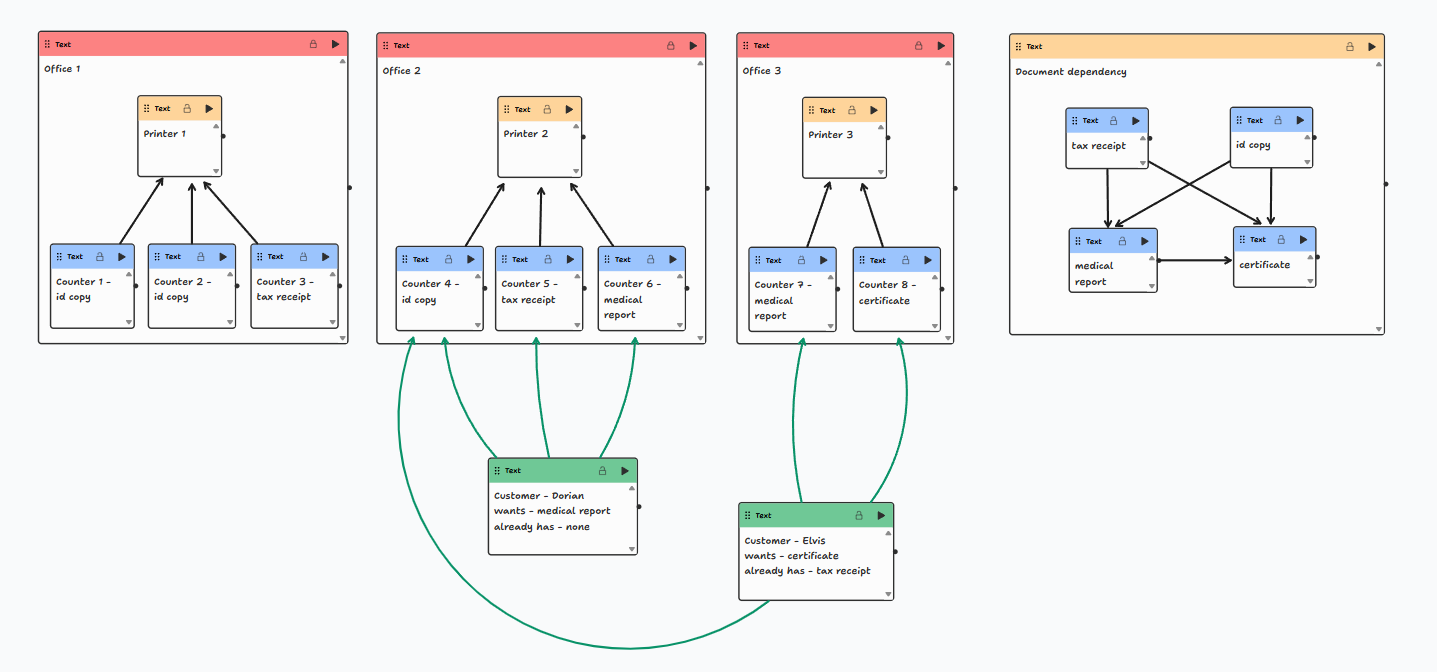 Text
Office 1
Text
Printer 1
Text
Counter 1 -
id copy
Text
Counter 2 -
id copy
Text
Counter 3 -
tax receipt
Text
Office 2
Text
Printer 2
Text
Counter 4 -
id copy
Text
Counter 5 -
tax receipt
Text
Counter 6 -
medical
report
Text
Office 3
Text
Printer 3
Text
Counter 7 -
medical
report
Text
Counter 8 -
certificate
Text
Document dependency
Text
tax receipt
Text
id copy
Text
medical
report
Text
certificate
Text
Customer - Dorian
wants - medical report
already has - none
Text
Customer - Elvis
wants - certificate
already has - tax receipt